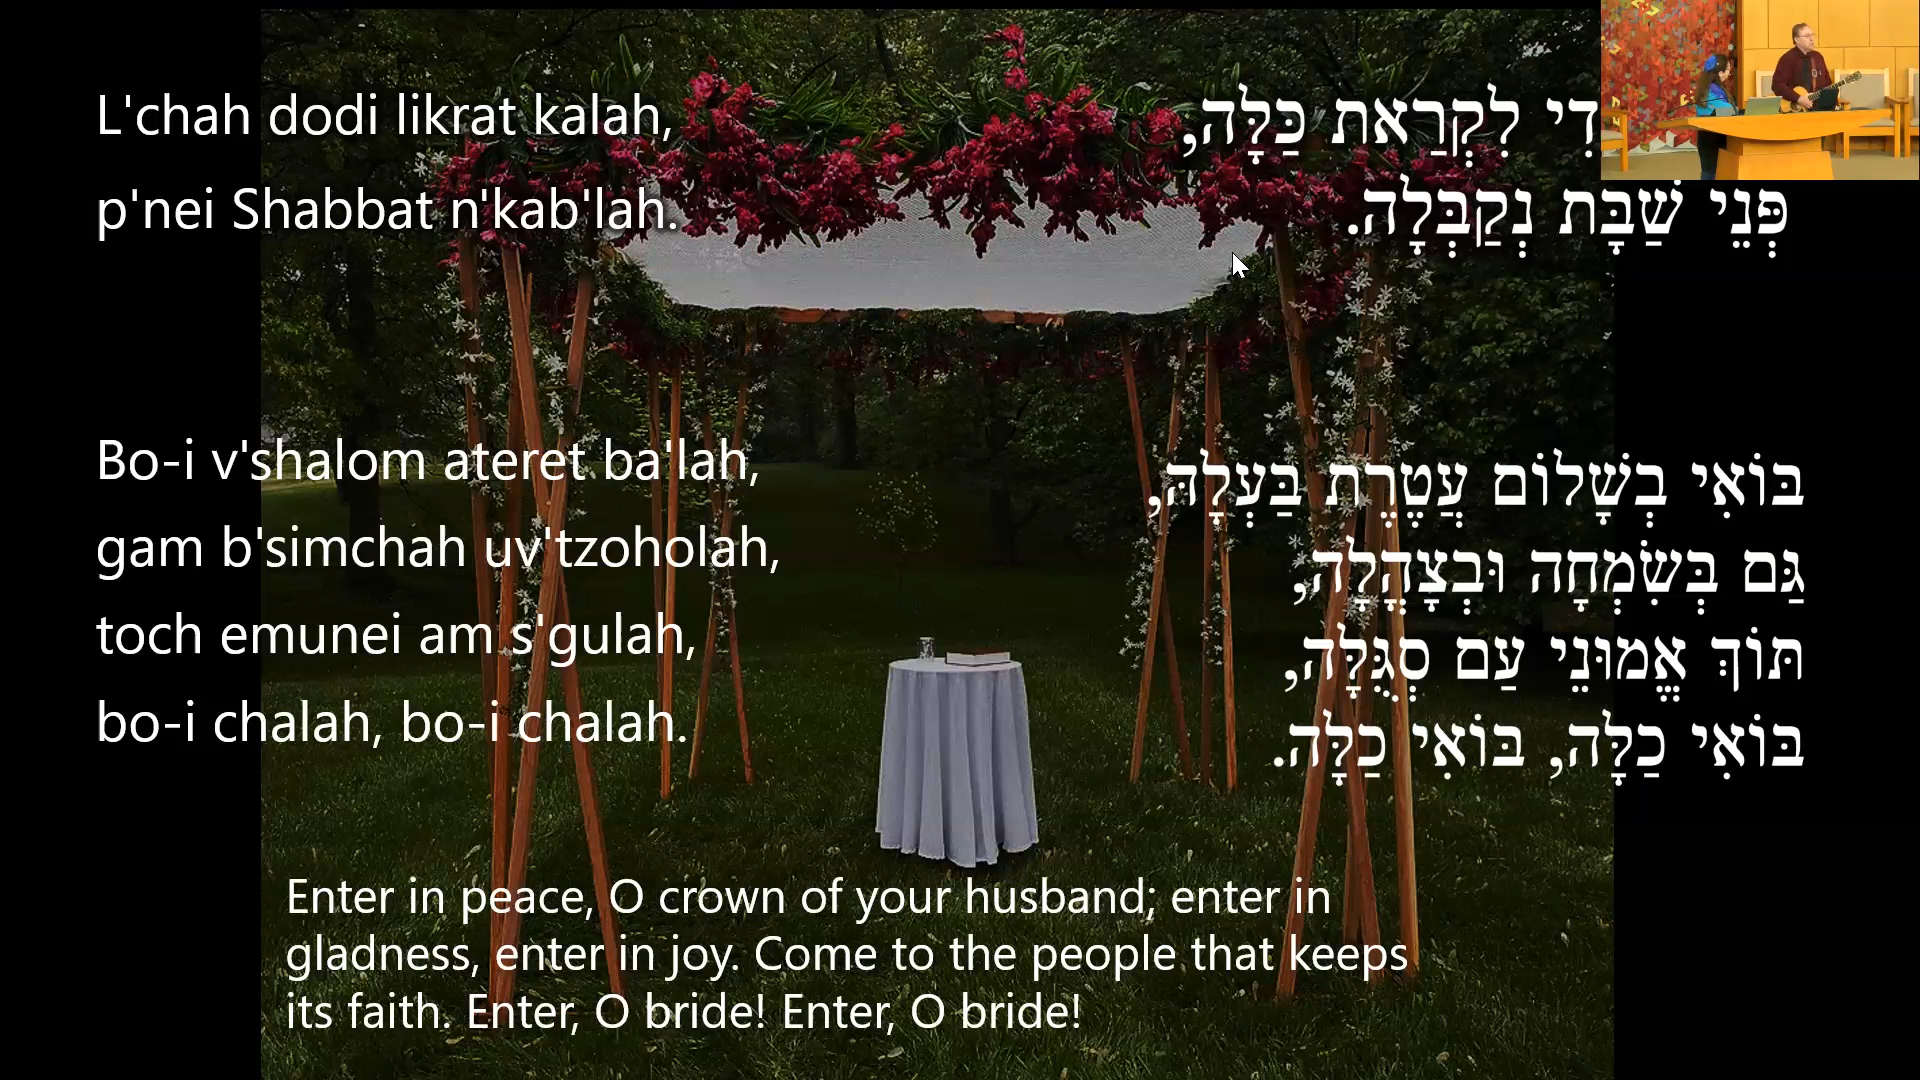 L'chah dodi likrat kalah,
p'nei Shabbat n'kab'lah.
Bo-i v'shalom ateret ba'lah,
gam b'simchah uv'tzoholah,
toch emunei am s'gulah,
bo-i chalah, bo-i chalah.
לִקְרַאת כַּלָּה,
פְּנֵי שַׁבָּת נְקַבְּלָה.
בּוֹאִי בְשָׁלוֹם עֲטֶרֶת בַּעְלָהּ,
גַּם בְּשִׂמְחָה וּבְצָהֳלָה,
תּוֹךְ אֱמוּנֵי עַם סְגֻלָּה,
בּוֹאִי כַלָּה, בּוֹאִי כַלָּה.
Enter in peace, O crown of your husband; enter in
gladness, enter in joy. Come to the people that keeps
its faith. Enter, O bride! Enter, O bride!